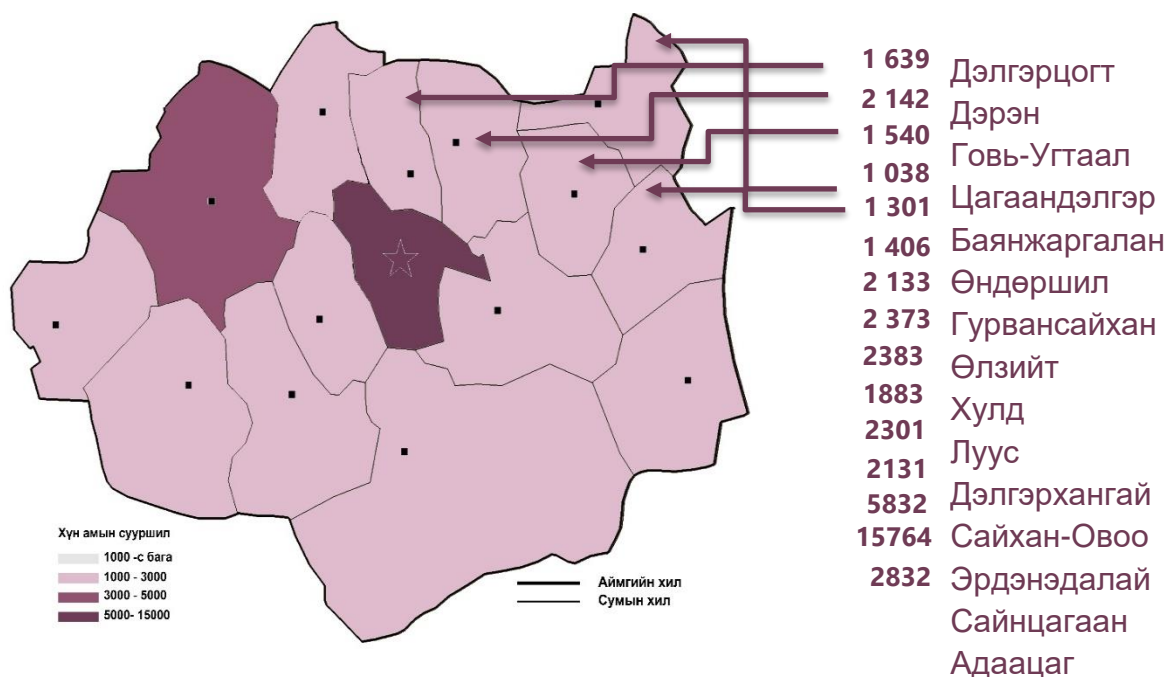 1 639
2 142
1 540
1 038
1 301
1 406
2 133
2 373
2383
1883
2301
2131
5832
15764
2832
Дэлгэрцогт
Дэрэн
Говь-Угтаал
Цагаандэлгэр
Баянжаргалан
Өндөршил
Гурвансайхан
Өлзийт
Хулд
Луус
Дэлгэрхангай
Сайхан-Овоо
Эрдэнэдалай
Сайнцагаан
Адаацаг
Хүн амын сууршил
1000 -с бага
1000 - 3000
3000 - 5000
5000- 15000
Аймгийн хил
Сумын хил